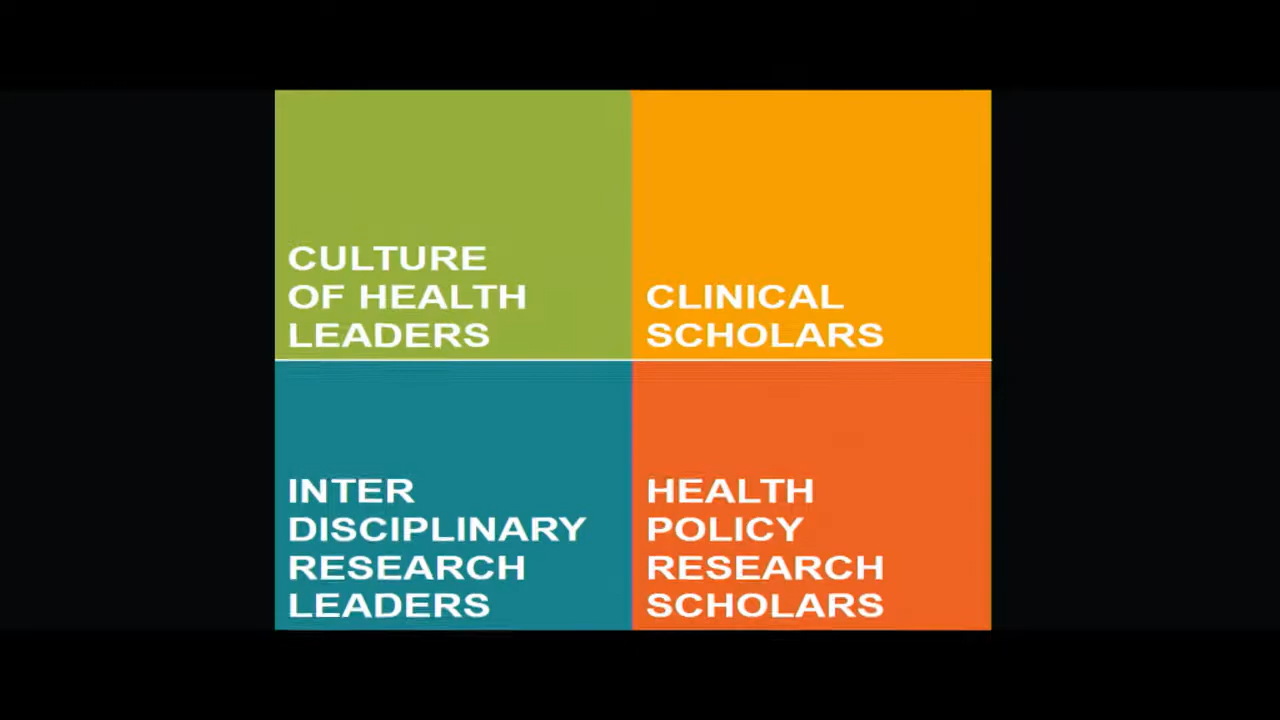 CULTURE
OF HEALTH
LEADERS
CLINICAL
SCHOLARS
INTER
DISCIPLINARY
RESEARCH
LEADERS
HEALTH
POLICY
RESEARCH
SCHOLARS